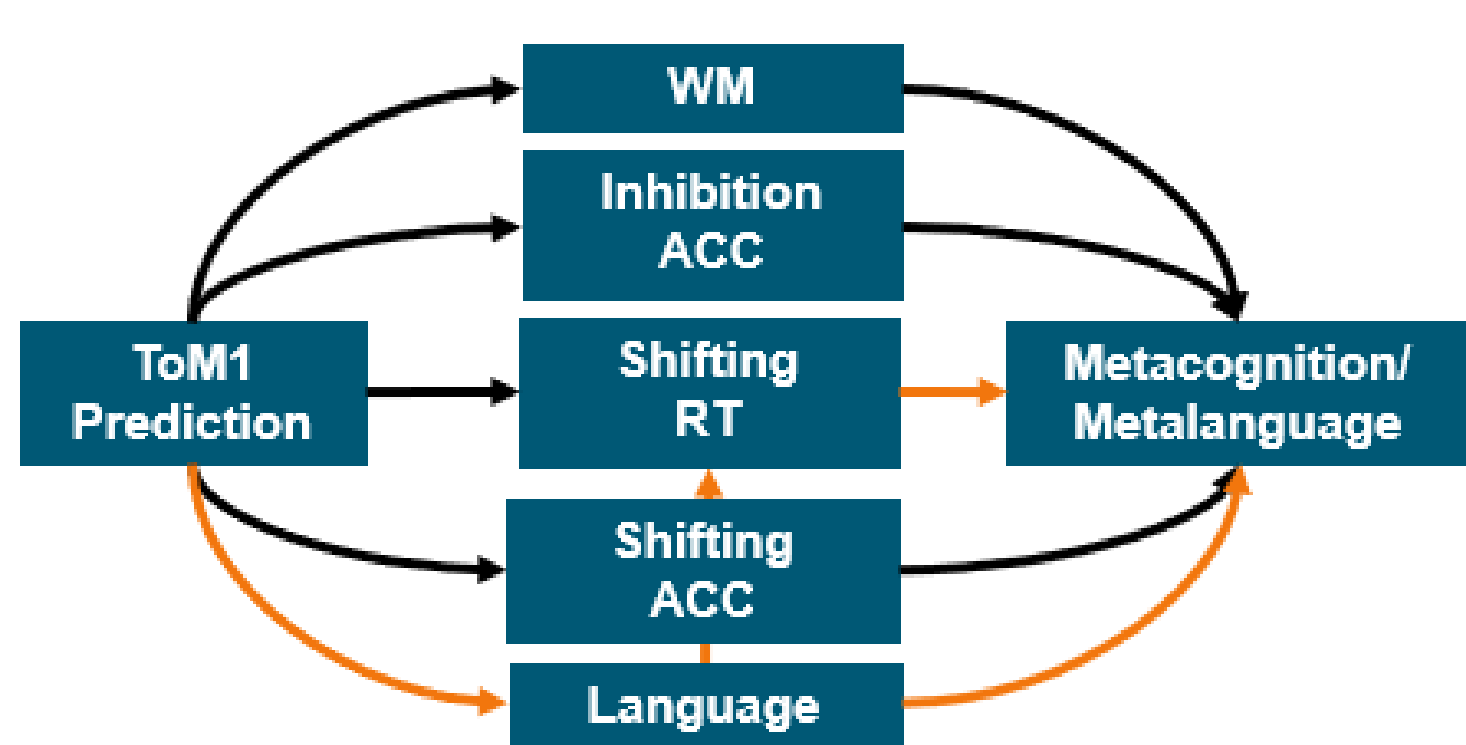 WM
Inhibition
ACC
ToM1
Prediction
Shifting
RT
Metacognition/
Metalanguage
Shifting
ACC
Language